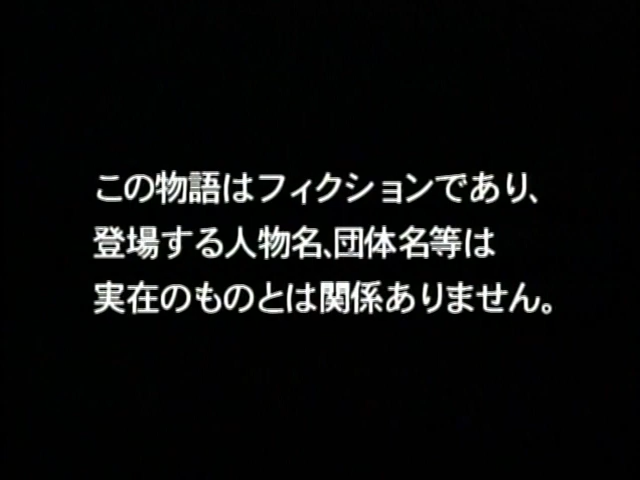 この物語はフィクションであり、
登場する人物名、団体名等は
実在のものとは関係ありません。